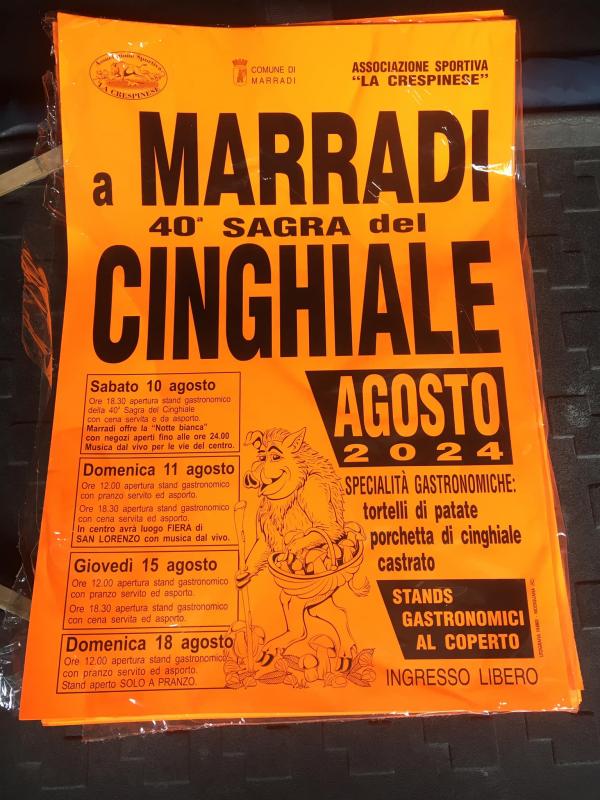 Associazione Sportiva
"LA CRESPINESE"
COMUNE DI
MARRADI
ASSOCIAZIONE SPORTIVA
"LA CRESPINESE"
a MARRADI
40ª SAGRA del
CINGHIALE
Sabato 10 agosto
Ore 18.30 apertura stand gastronomico
della 40ª Sagra del Cinghiale
con cena servita e da asporto.
Marradi offre la "Notte bianca"
con negozi aperti fino alle ore 24.00
Musica dal vivo per le vie del centro.
Domenica 11 agosto
Ore 12.00 apertura stand gastronomico
con pranzo servito ed asporto.
Ore 18.30 apertura stand gastronomico
con cena servita ed asporto.
In centro avrà luogo FIERA di
SAN LORENZO con musica dal vivo.
Giovedì 15 agosto
Ore 12.00 apertura stand gastronomico
con pranzo servito ed asporto.
Ore 18.30 apertura stand gastronomico
con cena servita ed asporto.
Domenica 18 agosto
Ore 12.00 apertura stand gastronomico
con pranzo servito ed asporto.
Stand aperto SOLO A PRANZO.
AGOSTO
2024
SPECIALITÀ GASTRONOMICHE:
tortelli di patate
porchetta di cinghiale
castrato
STANDS
GASTRONOMICI
AL COPERTO
INGRESSO LIBERO